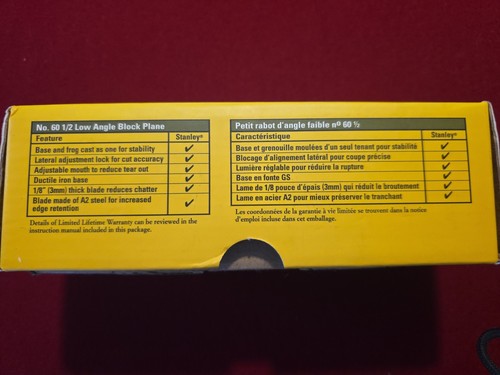 No. 60 1/2 Low Angle Block Plane
Feature Stanley®
Base and frog cast as one for stability ✔
Lateral adjustment lock for cut accuracy ✔
Adjustable mouth to reduce tear out ✔
Ductile iron base ✔
1/8" (3mm) thick blade reduces chatter ✔
Blade made of A2 steel for increased
edge retention ✔
Details of Limited Lifetime Warranty can be reviewed in the
instruction manual included in this package.
Petit rabot d'angle faible nº 60 ½
Caractéristique Stanley®
Base et grenouille moulées d'un seul tenant pour stabilité ✔
Blocage d'alignement latéral pour coupe précise ✔
Lumière réglable pour réduire la rupture ✔
Base en fonte GS ✔
Lame de 1/8 pouce d'épais (3mm) qui réduit le broutement ✔
Lame en acier A2 pour mieux préserver le tranchant ✔
Les coordonnées de la garantie à vie limitée se trouvent dans la notice
d'emploi incluse dans cet emballage.